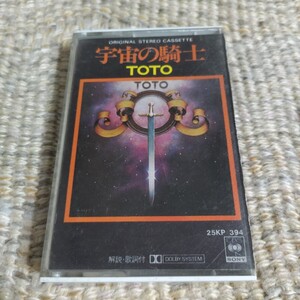 ORIGINAL STEREO CASSETTE
宇宙の騎士
TOTO
TOTO
25KP 394
解説・歌詞付 DOLBY SYSTEM
SONY